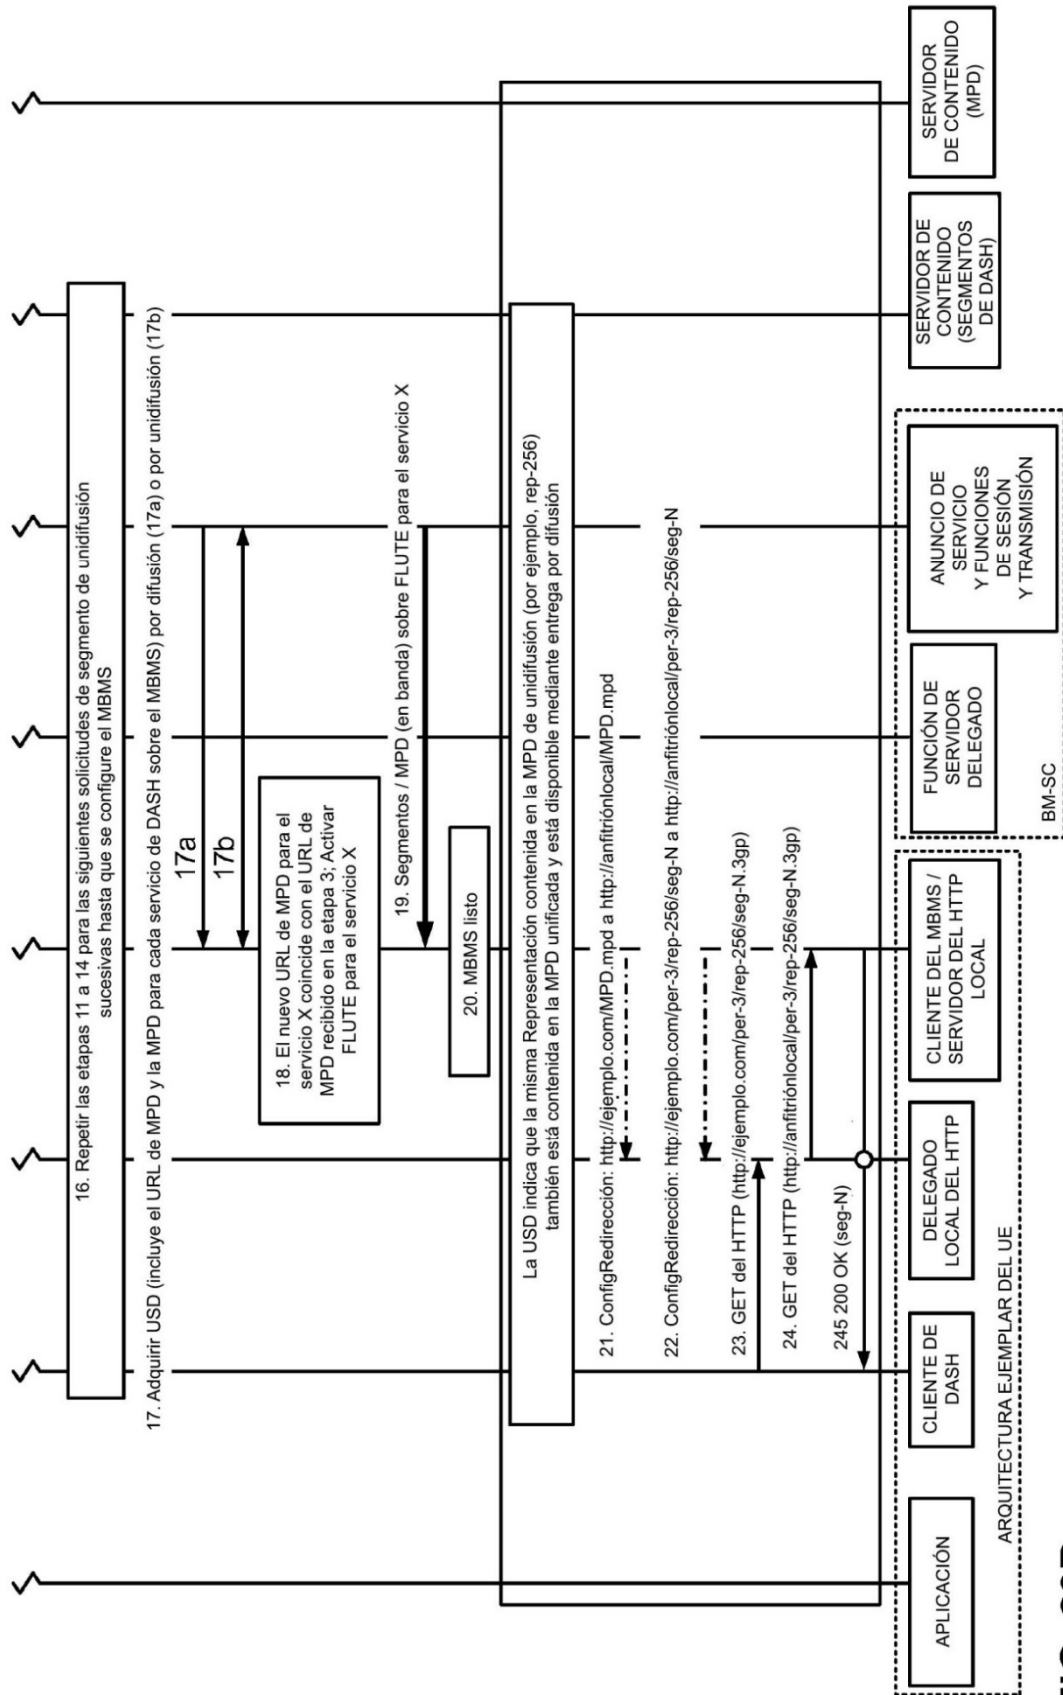 16. Repetir las etapas 11 a 14 para las siguientes solicitudes de segmento de unidifusión
sucesivas hasta que se configure el MBMS
17. Adquirir USD (incluye el URL de MPD y la MPD para cada servicio de DASH sobre el MBMS) por difusión (17a) o por unidifusión (17b)
17a
17b
18. El nuevo URL de MPD para el
servicio X coincide con el URL de
MPD recibido en la etapa 3; Activar
FLUTE para el servicio X
19. Segmentos / MPD (en banda) sobre FLUTE para el servicio X
20. MBMS listo
La USD indica que la misma Representación contenida en la MPD de unidifusión (por ejemplo, rep-256)
también está contenida en la MPD unificada y está disponible mediante entrega por difusión
21. ConfigRedirección: http://ejemplo.com/MPD.mpd a http://anfitriónlocal/MPD.mpd
22. ConfigRedirección: http://ejemplo.com/per-3/rep-256/seg-N a http://anfitriónlocal/per-3/rep-256/seg-N
23. GET del HTTP (http://ejemplo.com/per-3/rep-256/seg-N.3gp)
24. GET del HTTP (http://anfitriónlocal/per-3/rep-256/seg-N.3gp)
245 200 OK (seg-N)
APLICACIÓN
CLIENTE DE
DASH
DELEGADO
LOCAL DEL HTTP
CLIENTE DEL MBMS /
SERVIDOR DEL HTTP
LOCAL
FUNCIÓN DE
SERVIDOR
DELEGADO
ANUNCIO DE
SERVICIO
Y FUNCIONES
DE SESIÓN
Y TRANSMISIÓN
SERVIDOR DE
CONTENIDO
(SEGMENTOS
DE DASH)
SERVIDOR
DE CONTENIDO
(MPD)
ARQUITECTURA EJEMPLAR DEL UE
BM-SC